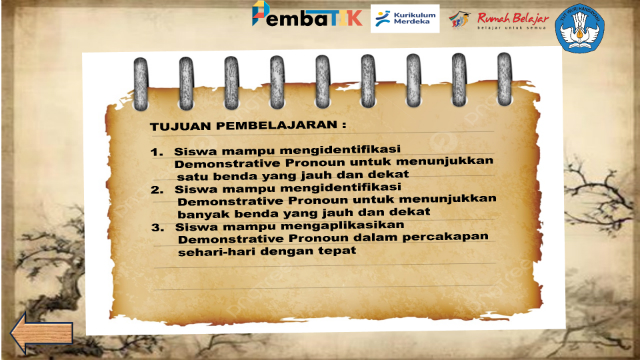 PembaTIK
Kurikulum
Merdeka
Rumah Belajar
belajar untuk semua
TUJUAN PEMBELAJARAN :
1. Siswa mampu mengidentifikasi
Demonstrative Pronoun untuk menunjukkan
satu benda yang jauh dan dekat
2. Siswa mampu mengidentifikasi
Demonstrative Pronoun untuk menunjukkan
banyak benda yang jauh dan dekat
3. Siswa mampu mengaplikasikan
Demonstrative Pronoun dalam percakapan
sehari-hari dengan tepat